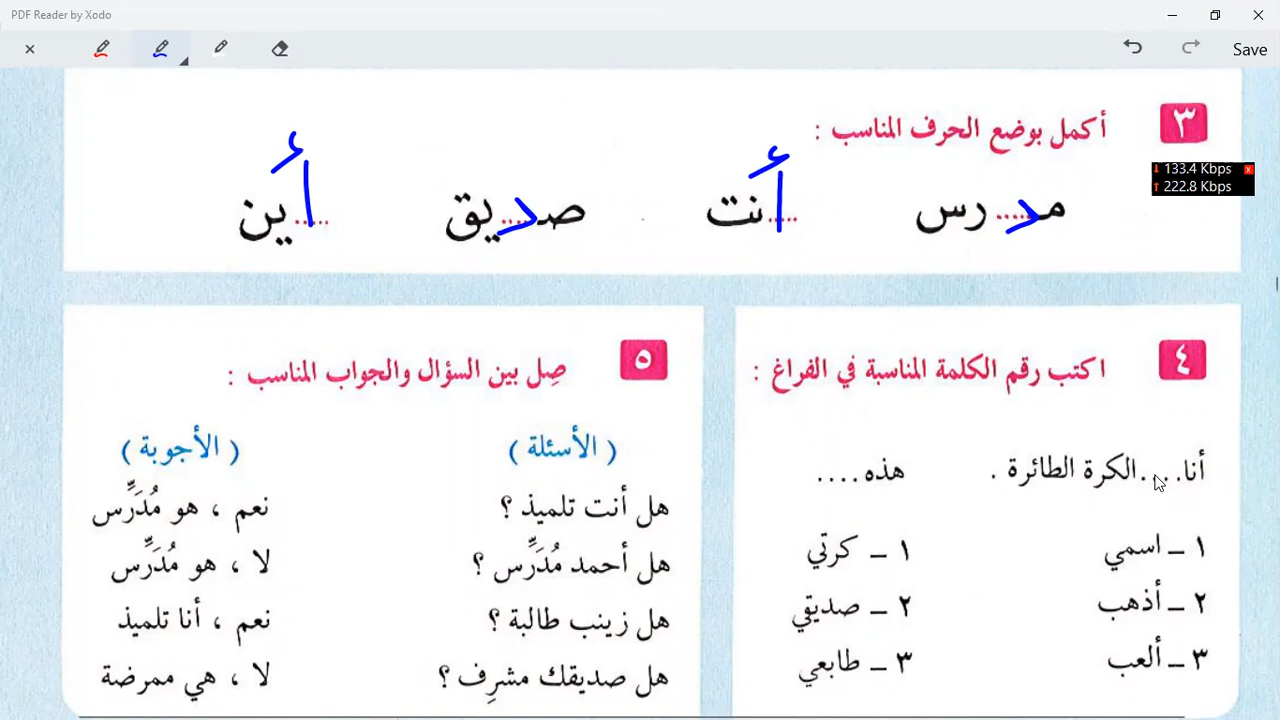 PDF Reader by Xodo
Save
٣ أكمل بوضع الحرف المناسب :
مد.....رس أ.....نت صد.....يق أ.....ين
↓ 133.4 Kbps x
↑ 222.8 Kbps
٤ اكتب رقم الكلمة المناسبة في الفراغ :
أنا.....الكرة الطائرة . هذه ....
١ ـ اسمي ١ ـ كرتي
٢ ـ أذهب ٢ ـ صديقي
٣ ـ ألعب ٣ ـ طابعي
٥ صِل بين السؤال والجواب المناسب :
( الأسئلة ) ( الأجوبة )
هل أنت تلميذ ؟ نعم ، هو مُدَرِّس
هل أحمد مُدَرِّس ؟ لا ، هو مُدَرِّس
هل زينب طالبة ؟ نعم ، أنا تلميذ
هل صديقك مشرِف ؟ لا ، هي ممرضة